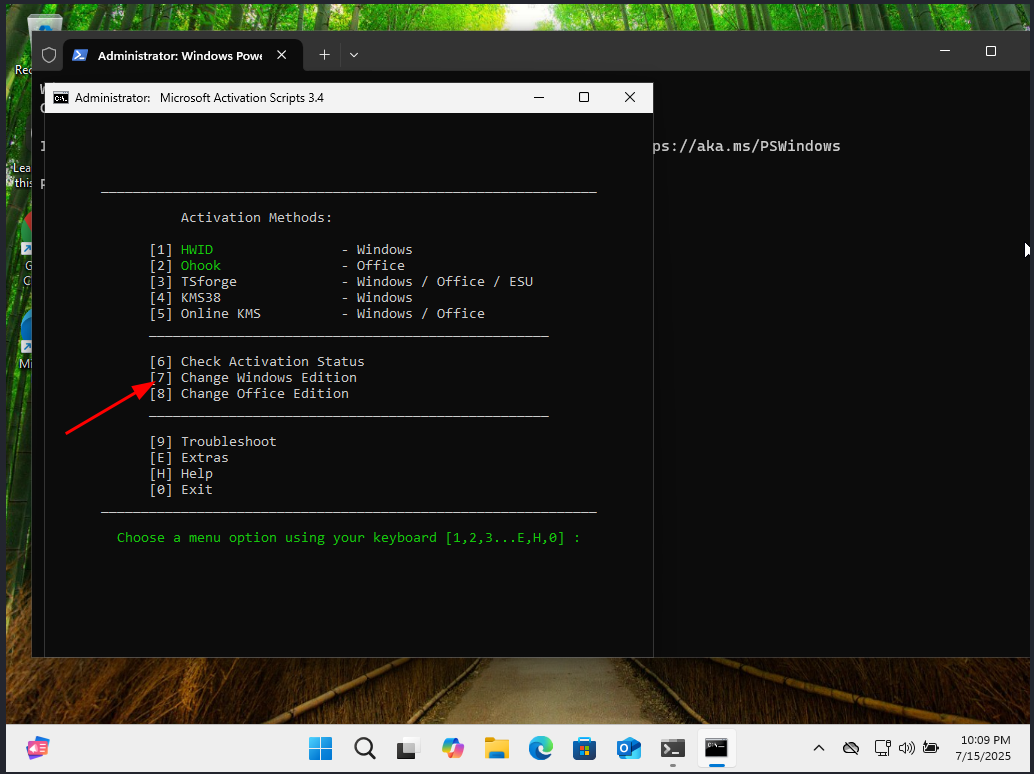 Administrator: Windows Powe
Administrator:   Microsoft Activation Scripts 3.4
ps://aka.ms/PSWindows
Activation Methods:
[1] HWID - Windows
[2] Ohook - Office
[3] TSforge - Windows / Office / ESU
[4] KMS38 - Windows
[5] Online KMS - Windows / Office
[6] Check Activation Status
[7] Change Windows Edition
[8] Change Office Edition
[9] Troubleshoot
[E] Extras
[H] Help
[0] Exit
Choose a menu option using your keyboard [1,2,3...E,H,0] :
10:09 PM
7/15/2025